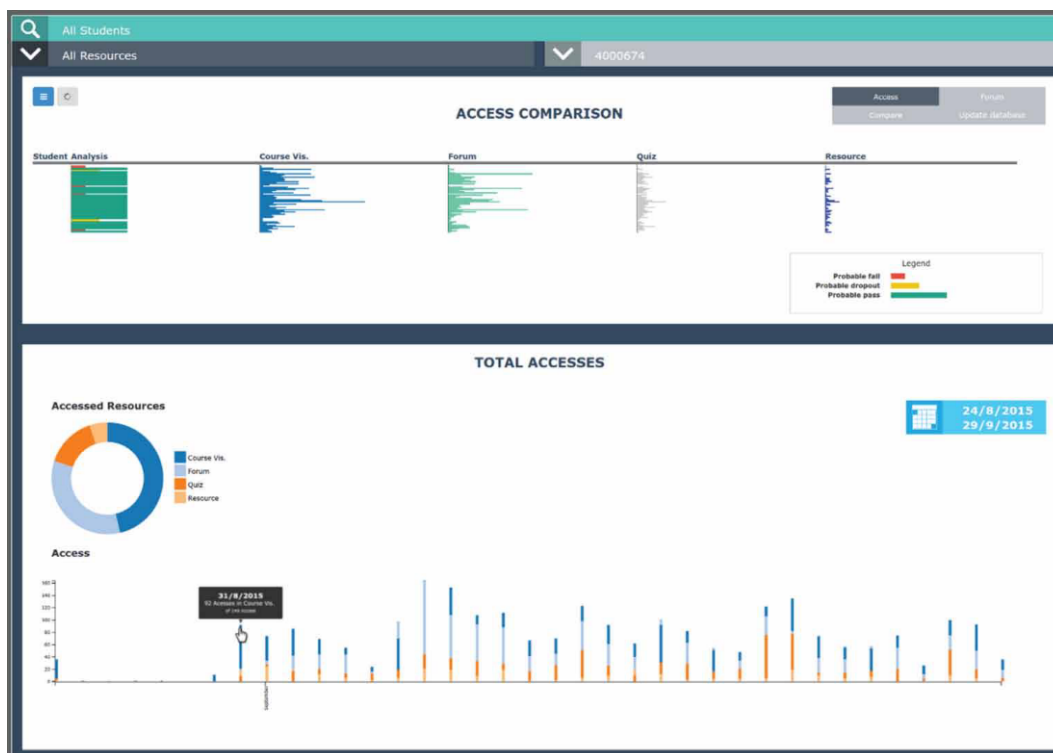 All Students
All Resources
4000674
ACCESS COMPARISON
Access
Forum
Compare
Update database
Student Analysis
Course Vis.
Forum
Quiz
Resource
Legend
Probable fail
Probable dropout
Probable pass
TOTAL ACCESSES
Accessed Resources
24/8/2015
29/9/2015
Course Vis.
Forum
Quiz
Resource
Access
160
140
120
100
80
60
40
20
0
31/8/2015
92 Acesses in Course Vis.
September